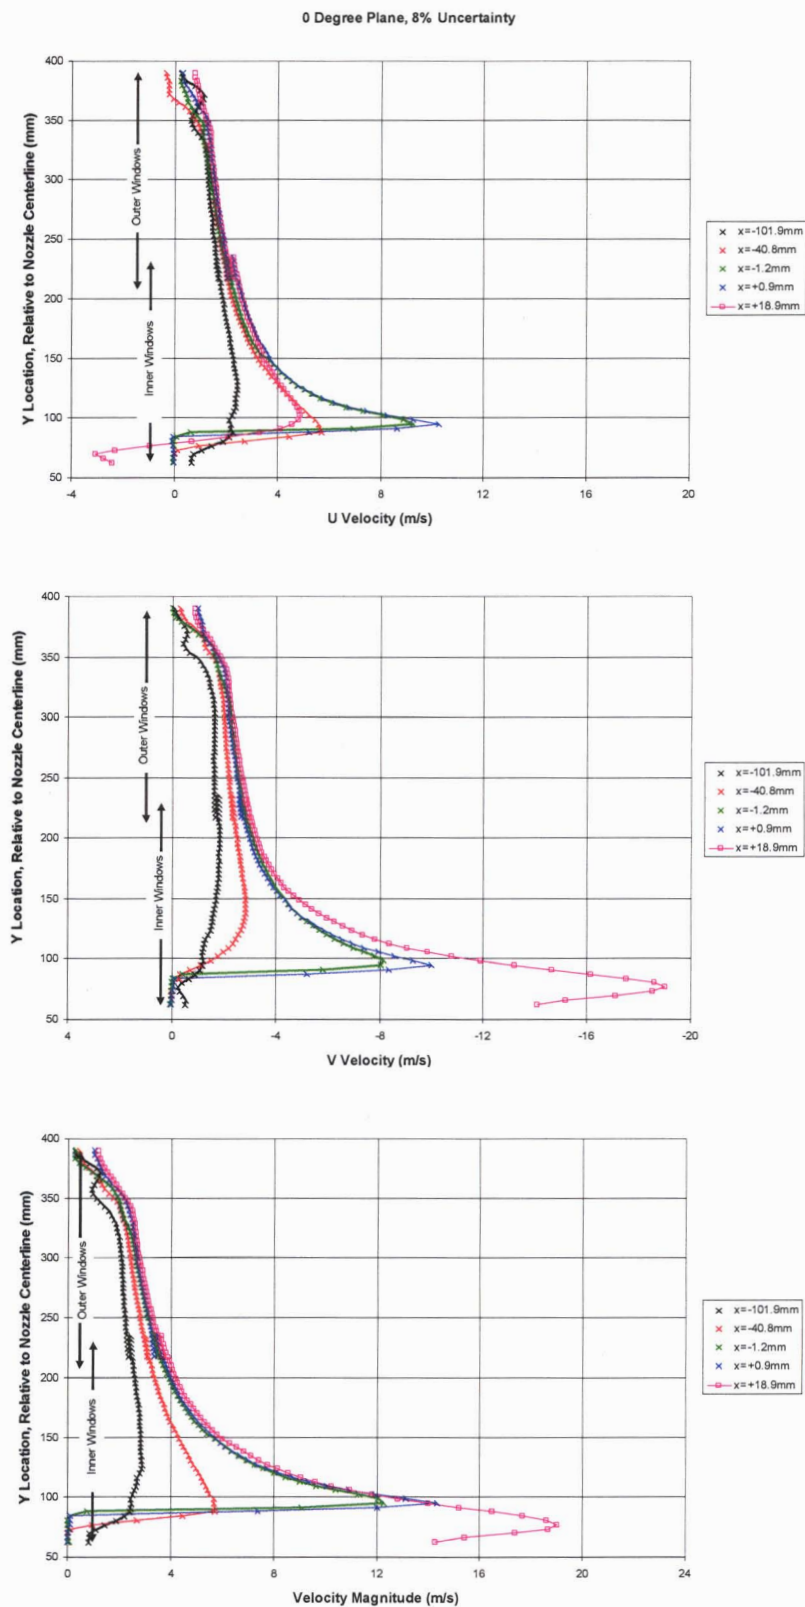 0 Degree Plane, 8% Uncertainty
Y Location, Relative to Nozzle Centerline (mm)
400
350
300
250
200
150
100
50
Outer Windows
Inner Windows
-4 0 4 8 12 16 20
U Velocity (m/s)
x=-101.9mm
x=-40.8mm
x=-1.2mm
x=+0.9mm
x=+18.9mm
Y Location, Relative to Nozzle Centerline (mm)
400
350
300
250
200
150
100
50
Outer Windows
Inner Windows
4 0 -4 -8 -12 -16 -20
V Velocity (m/s)
x=-101.9mm
x=-40.8mm
x=-1.2mm
x=+0.9mm
x=+18.9mm
Y Location, Relative to Nozzle Centerline (mm)
400
350
300
250
200
150
100
50
Outer Windows
Inner Windows
0 4 8 12 16 20 24
Velocity Magnitude (m/s)
x=-101.9mm
x=-40.8mm
x=-1.2mm
x=+0.9mm
x=+18.9mm